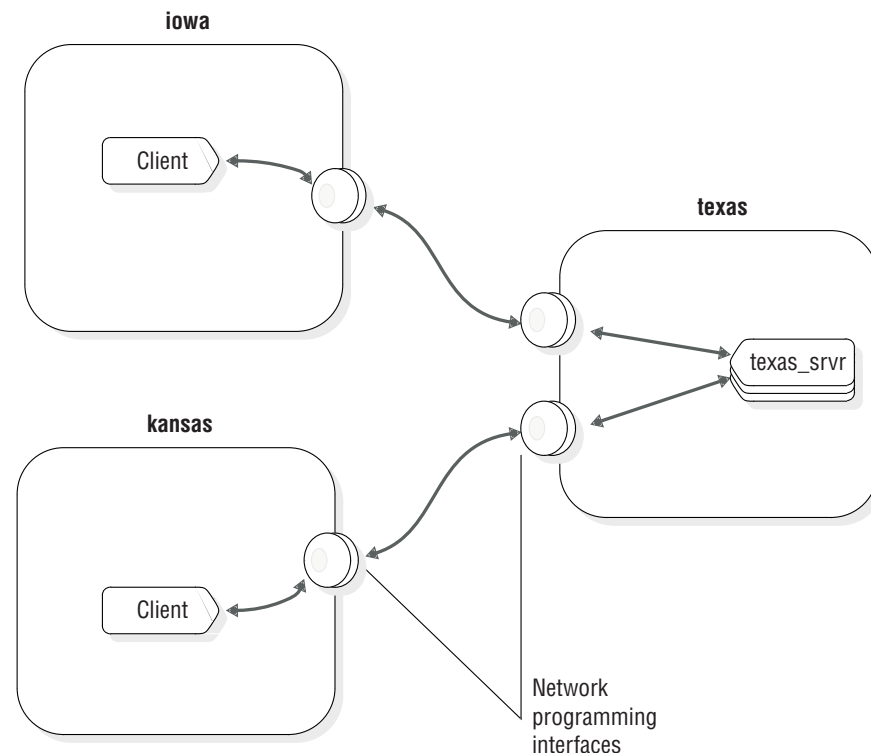 iowa
Client
texas
texas_srvr
kansas
Client
Network
programming
interfaces